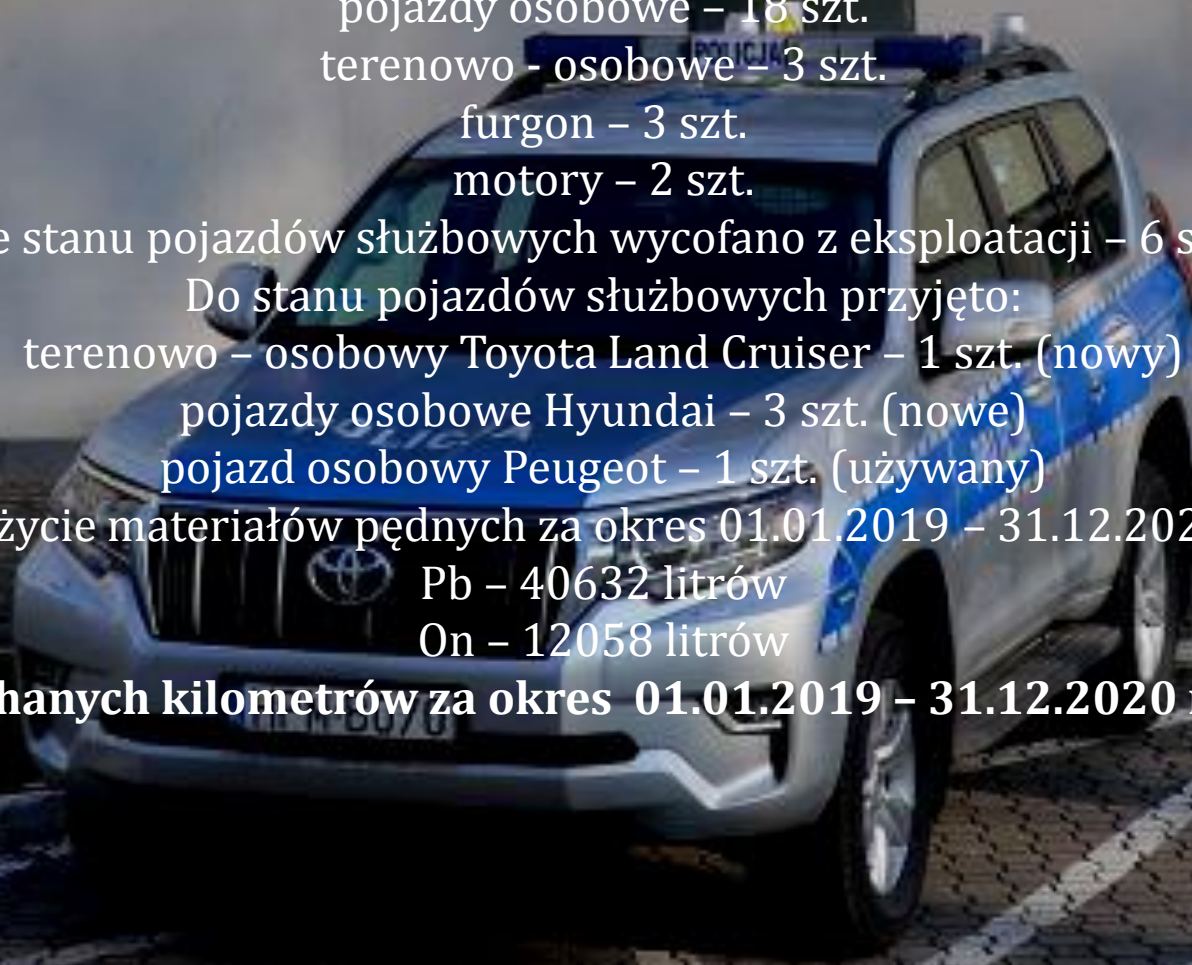 pojazdy osobowe – 18 szt.
terenowo - osobowe – 3 szt.
furgon – 3 szt.
motory – 2 szt.
e stanu pojazdów służbowych wycofano z eksploatacji – 6 s
Do stanu pojazdów służbowych przyjęto:
terenowo – osobowy Toyota Land Cruiser – 1 szt. (nowy)
pojazdy osobowe Hyundai – 3 szt. (nowe)
pojazd osobowy Peugeot – 1 szt. (używany)
życie materiałów pędnych za okres 01.01.2019 – 31.12.202
Pb – 40632 litrów
On – 12058 litrów
hanych kilometrów za okres 01.01.2019 – 31.12.2020
POLICJA